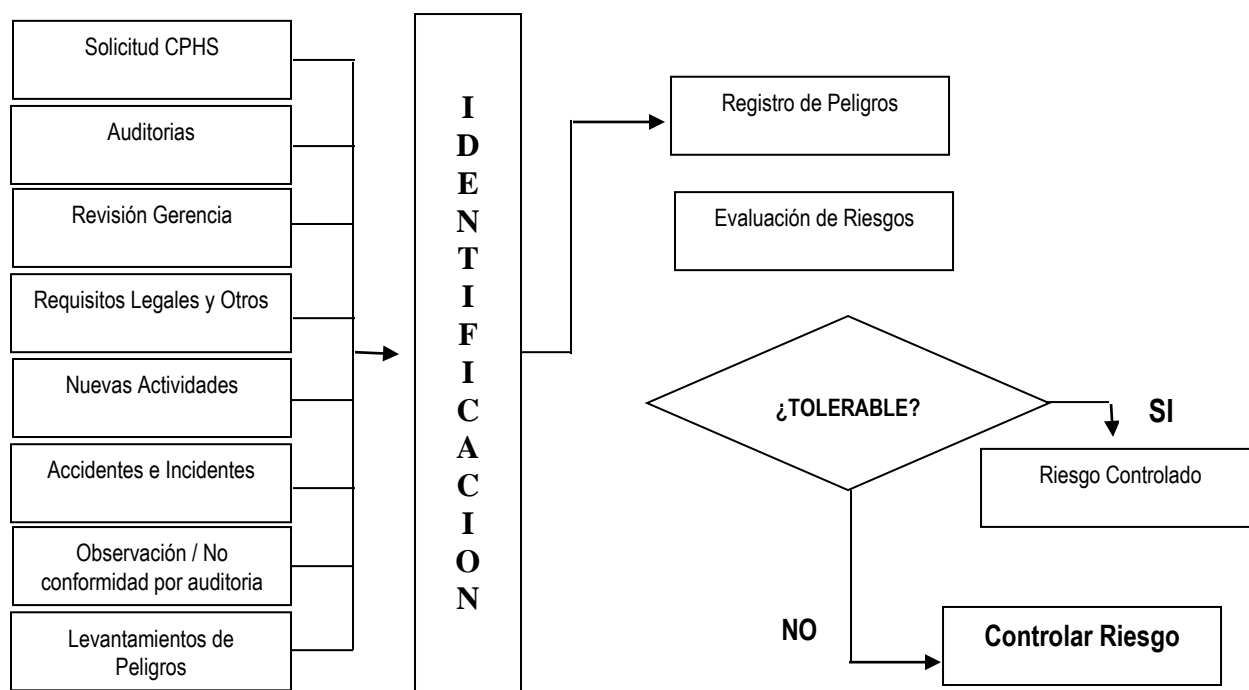 Solicitud CPHS
Auditorias
Revisión Gerencia
Requisitos Legales y Otros
Nuevas Actividades
Accidentes e Incidentes
Observación / No
conformidad por auditoria
Levantamientos de
Peligros
I
D
E
N
T
I
F
I
C
A
C
I
O
N
Registro de Peligros
Evaluación de Riesgos
¿TOLERABLE?
SI
Riesgo Controlado
NO
Controlar Riesgo